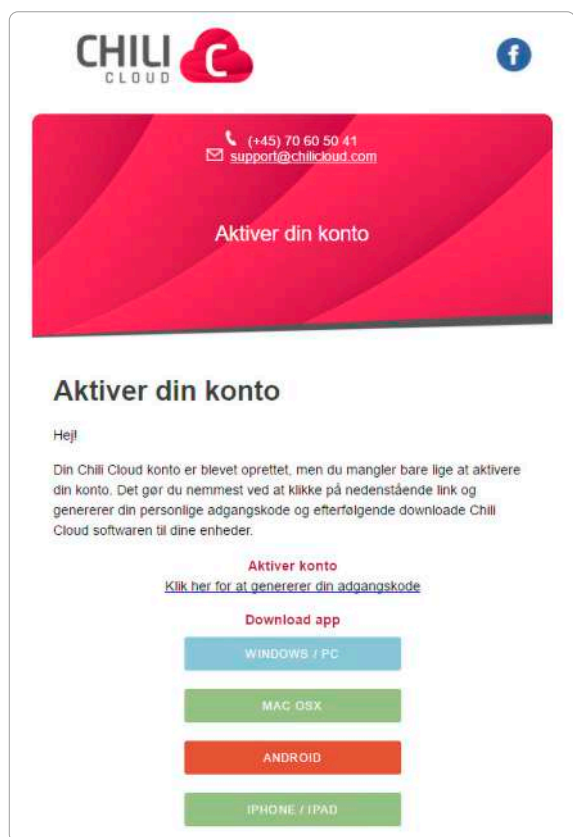 CHILI C
CLOUD
f
(+45) 70 60 50 41
support@chilicloud.com
Aktiver din konto
Aktiver din konto
Hej!
Din Chili Cloud konto er blevet oprettet, men du mangler bare lige at aktivere
din konto. Det gør du nemmest ved at klikke på nedenstående link og
genererer din personlige adgangskode og efterfølgende downloade Chili
Cloud softwaren til dine enheder.
Aktiver konto
Klik her for at genererer din adgangskode
Download app
WINDOWS / PC
MAC OSX
ANDROID
IPHONE / IPAD